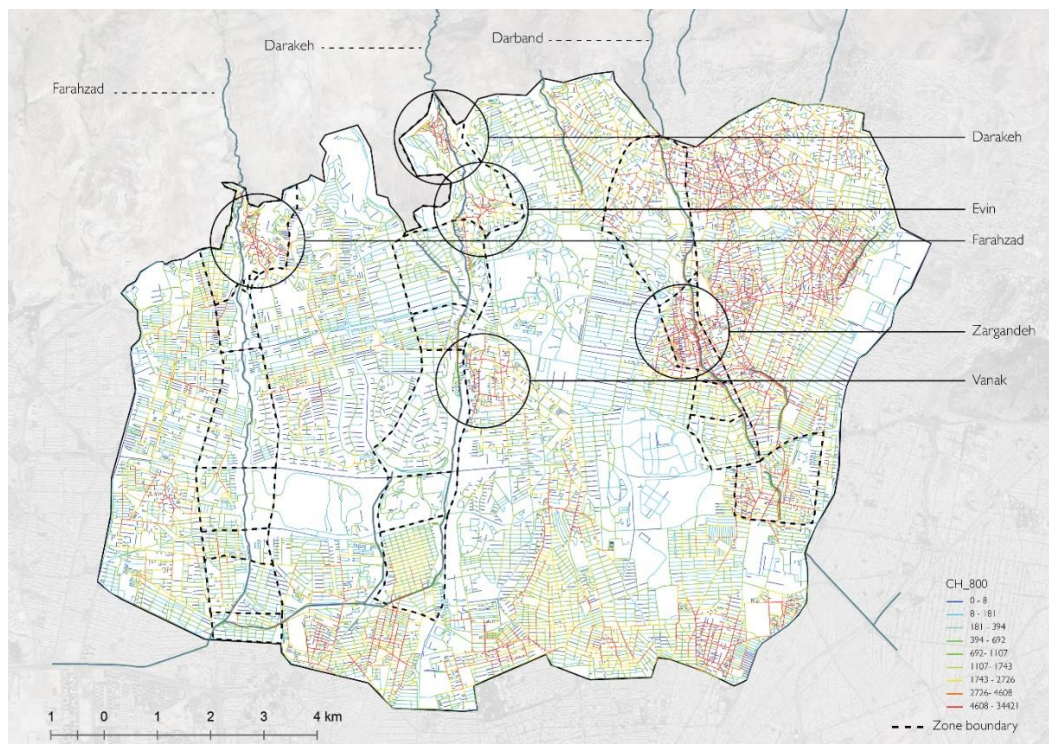 Darakeh
Darband
Farahzad
Darakeh
Evin
Farahzad
Zargandeh
Vanak
CH_800
0 - 8
8 - 181
181 - 394
394 - 692
692- 1107
1107- 1743
1743 - 2726
2726- 4608
4608 - 34421
Zone boundary
1 0 1 2 3 4 km